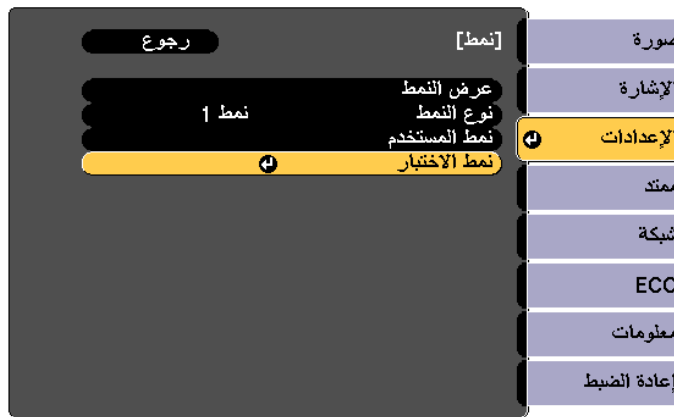 [نمط]
رجوع
عرض النمط
نوع النمط نمط 1
نمط المستخدم
نمط الاختبار
صورة
الإشارة
الإعدادات
ممتد
شبكة
ECO
معلومات
إعادة الضبط